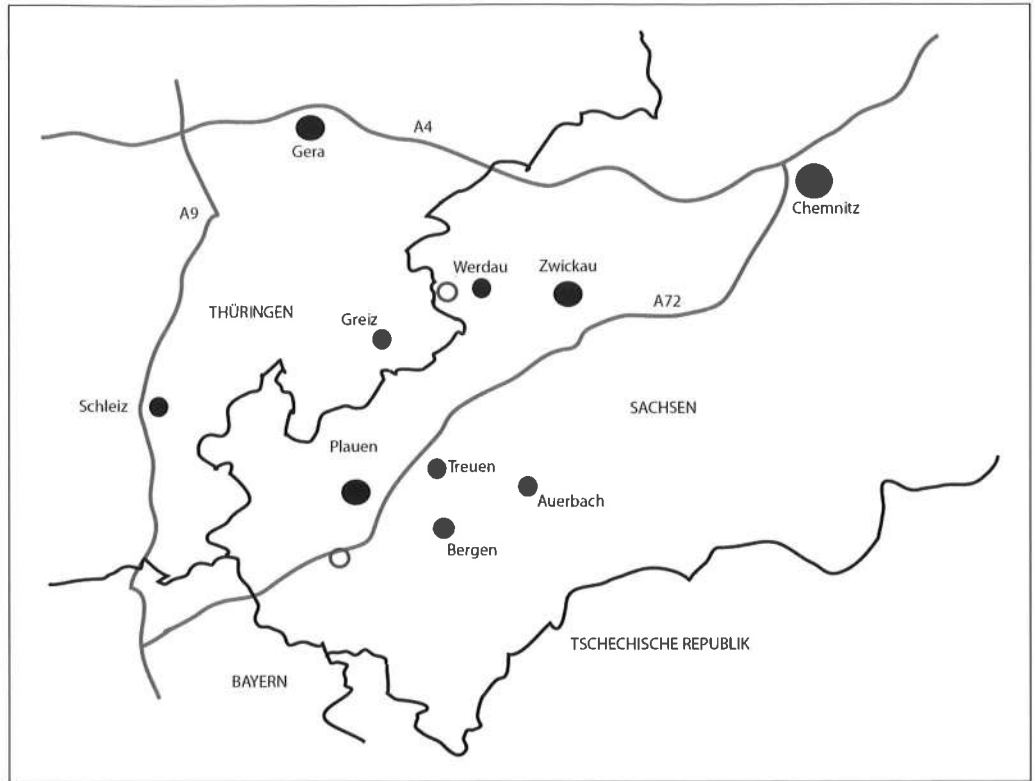 A4
Gera
Chemnitz
A9
Werdau
Zwickau
A72
THÜRINGEN
Greiz
Schleiz
SACHSEN
Plauen
Treuen
Auerbach
Bergen
TSCHECHISCHE REPUBLIK
BAYERN